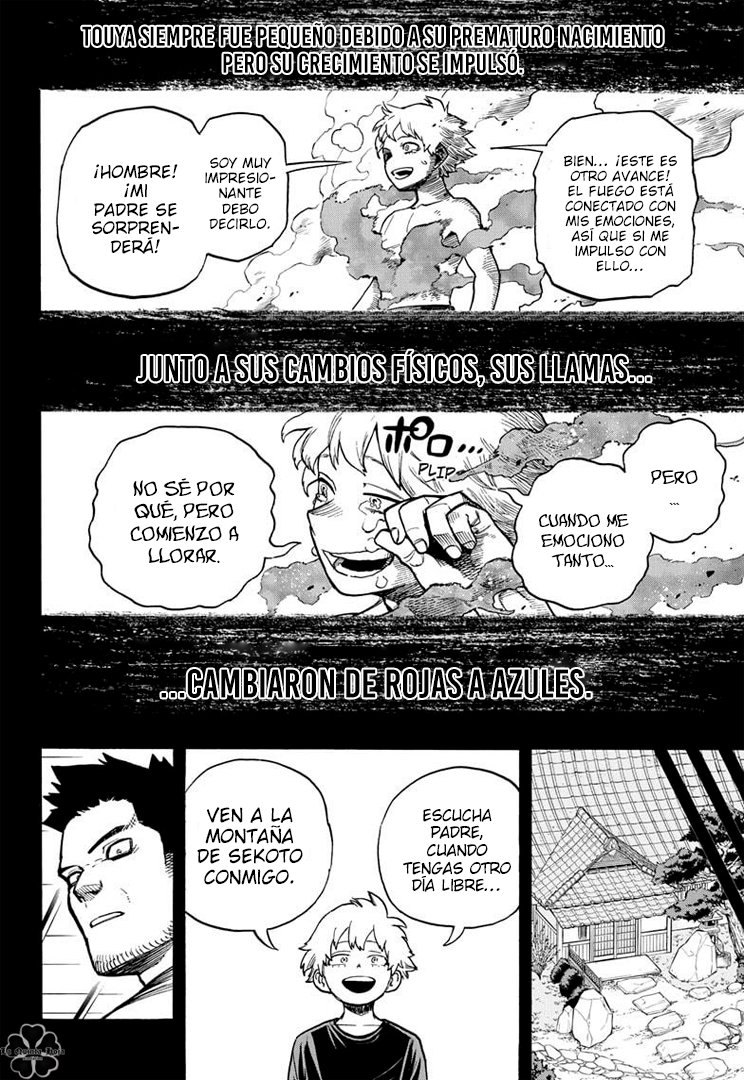 TOUYA SIEMPRE FUE PEQUEÑO DEBIDO A SU PREMATURO NACIMIENTO
PERO SU CRECIMIENTO SE IMPULSÓ.
BIEN... ¡ESTE ES
OTRO AVANCE!
EL FUEGO ESTÁ
CONECTADO CON
MIS EMOCIONES,
ASÍ QUE SI ME
IMPULSO CON
ELLO...
SOY MUY
IMPRESIO-
NANTE
DEBO
DECIRLO.
¡HOMBRE!
¡MI
PADRE SE
SORPREN-
DERÁ!
JUNTO A SUS CAMBIOS FÍSICOS, SUS LLAMAS...
PERO
...
CUANDO ME
EMOCIONO
TANTO...
ポロ...
PLIP
NO SÉ POR
QUÉ, PERO
COMIENZO A
LLORAR.
...CAMBIARON DE ROJAS A AZULES.
ESCUCHA
PADRE,
CUANDO
TENGAS OTRO
DÍA LIBRE...
VEN A LA
MONTAÑA
DE SEKOTO
CONMIGO.
La Quinta Hoja